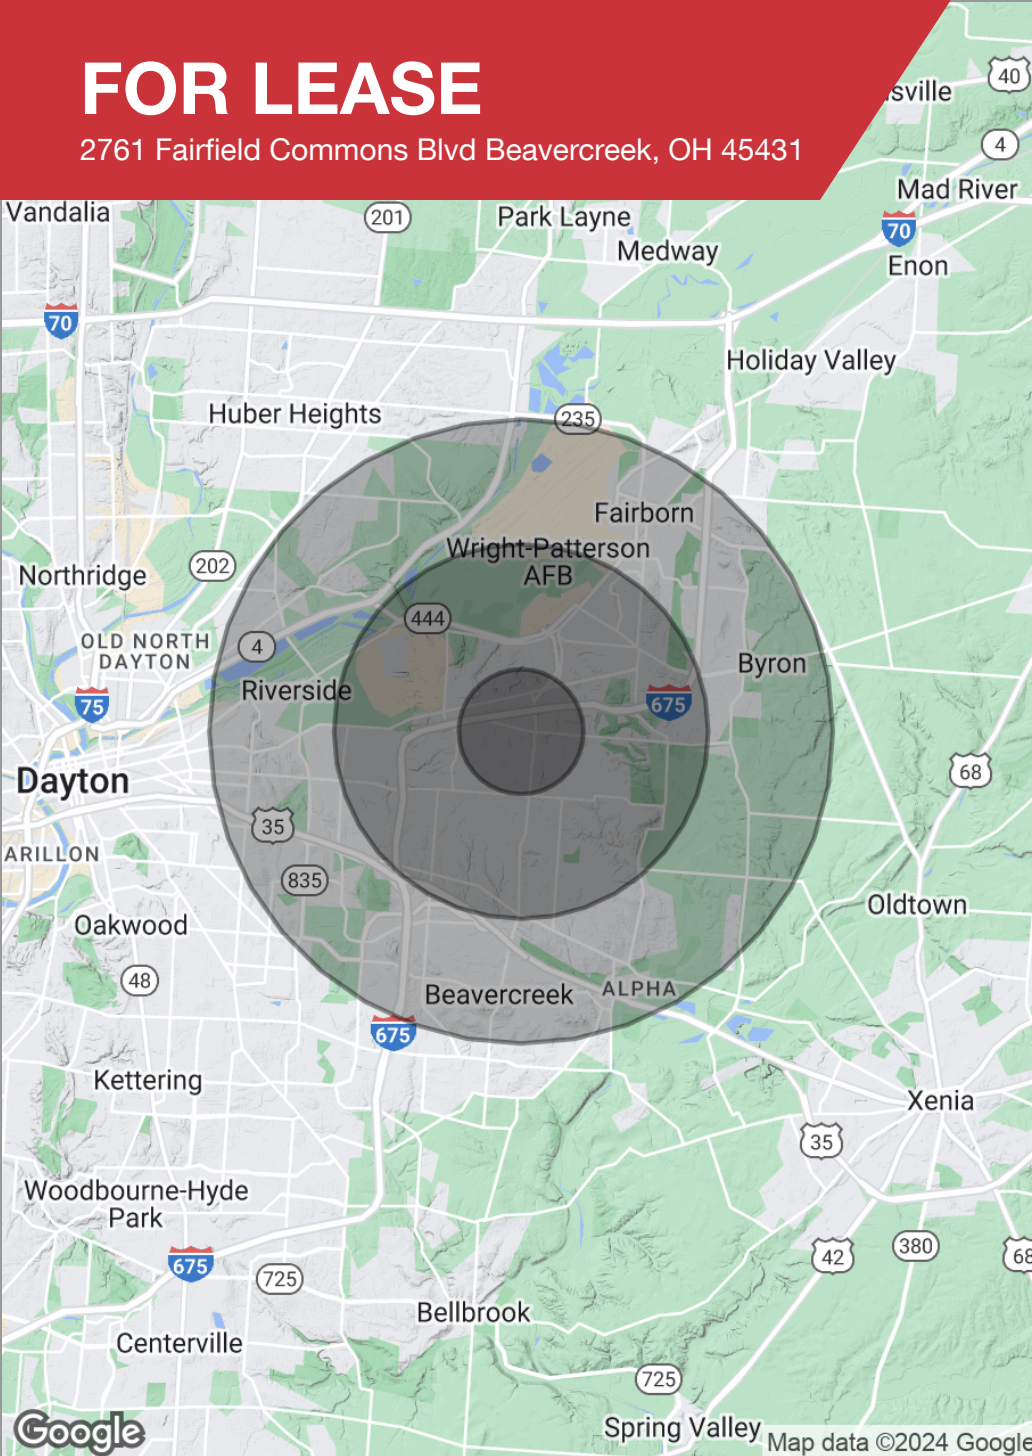 FOR LEASE
2761 Fairfield Commons Blvd Beavercreek, OH 45431
sville
40
4
Mad River
Vandalia
201
Park Layne
70
Medway
Enon
70
Holiday Valley
Huber Heights
235
Fairborn
Wright-Patterson
AFB
202
Northridge
444
OLD NORTH
DAYTON
4
Byron
Riverside
675
75
Dayton
68
35
ARILLON
835
Oldtown
Oakwood
48
Beavercreek
ALPHA
675
Kettering
Xenia
35
Woodbourne-Hyde
Park
42
380
68
675
725
Bellbrook
Centerville
725
Spring Valley
Google
Map data ©2024 Google